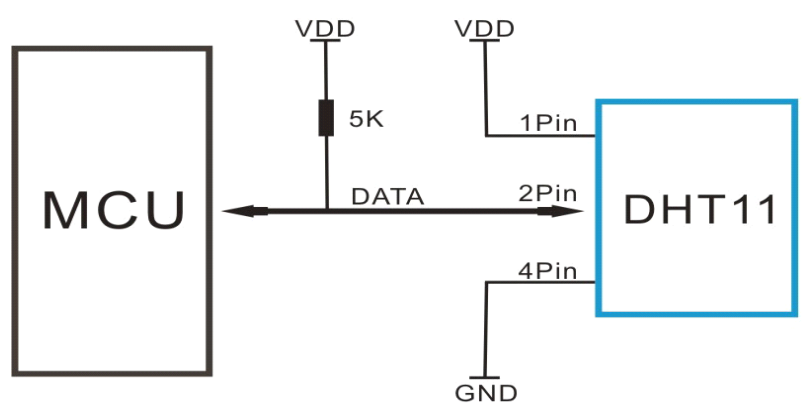 VDD
VDD
5K
1Pin
MCU
DATA
2Pin
DHT11
4Pin
GND